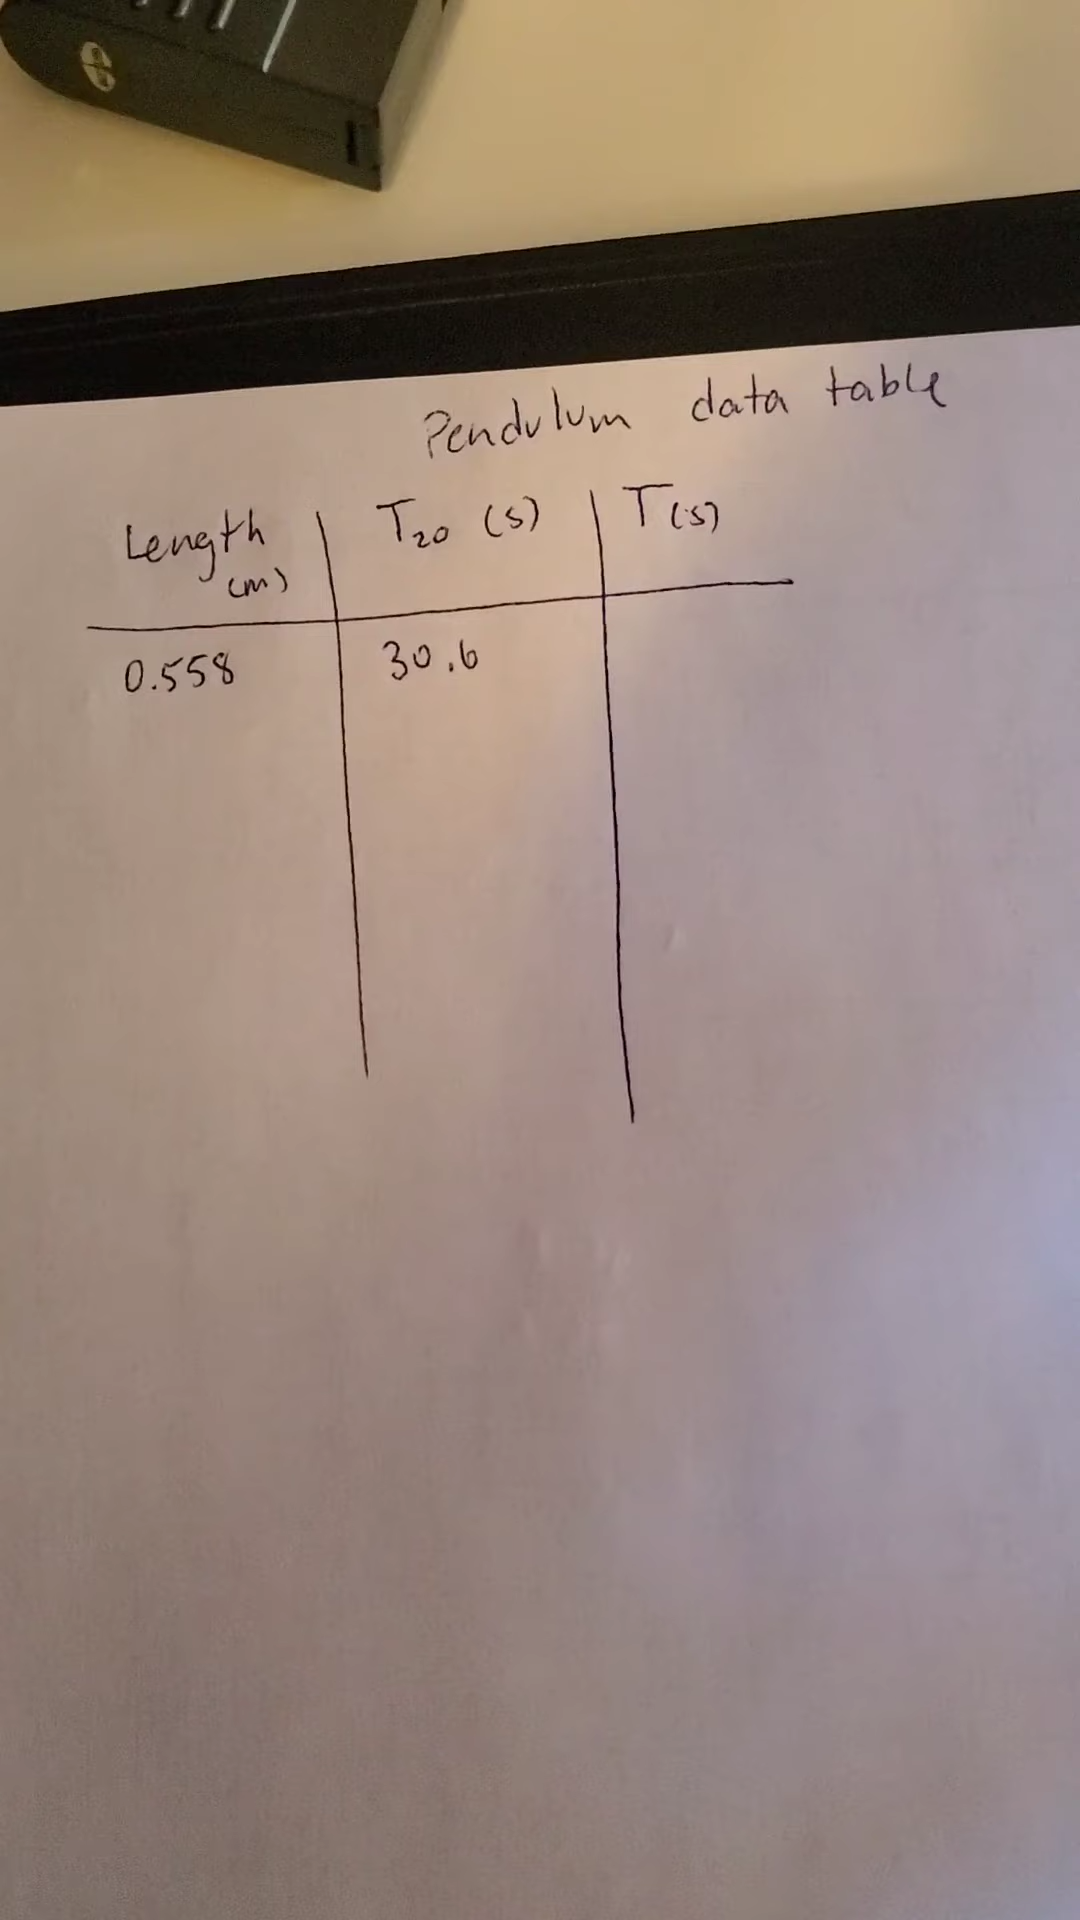 Pendulum data table
Length (m) T₂₀ (s) T(s)
0.558 30.6